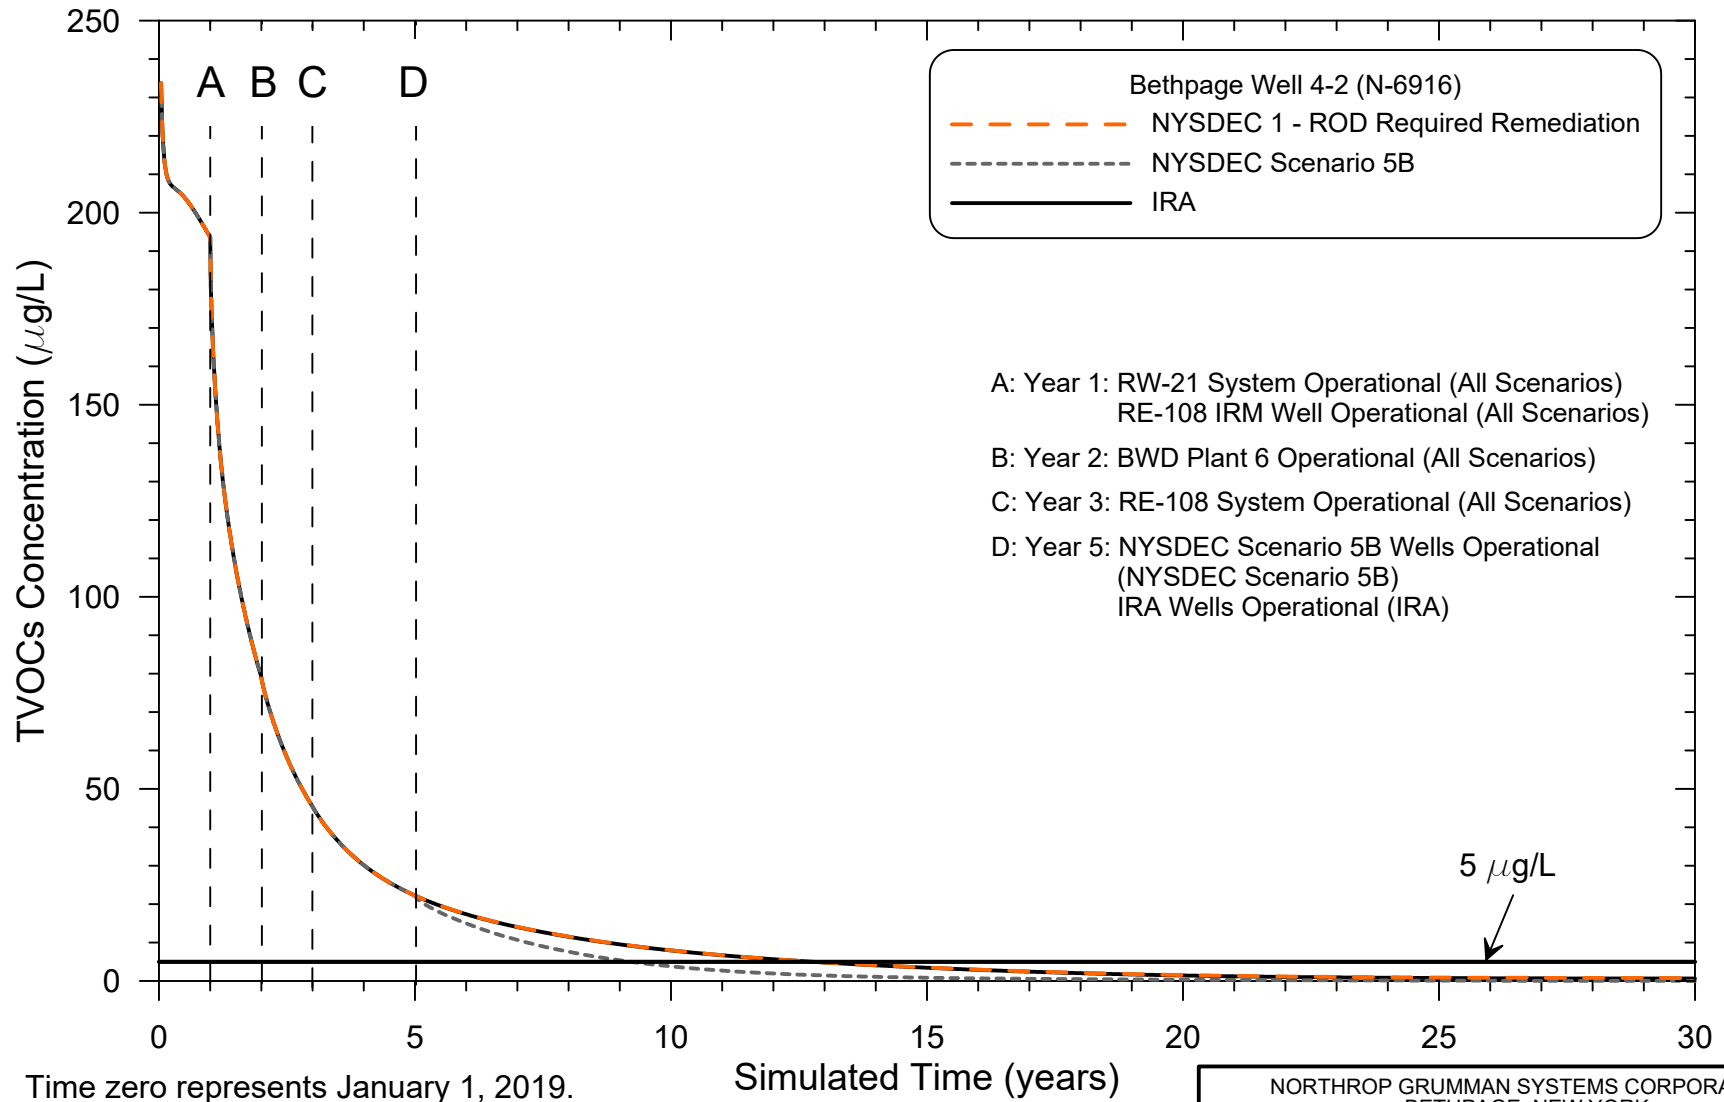 250
200
150
100
50
0
TVOCs Concentration (μg/L)
A B C D
Bethpage Well 4-2 (N-6916)
NYSDEC 1 - ROD Required Remediation
NYSDEC Scenario 5B
IRA
A: Year 1: RW-21 System Operational (All Scenarios)
RE-108 IRM Well Operational (All Scenarios)
B: Year 2: BWD Plant 6 Operational (All Scenarios)
C: Year 3: RE-108 System Operational (All Scenarios)
D: Year 5: NYSDEC Scenario 5B Wells Operational
(NYSDEC Scenario 5B)
IRA Wells Operational (IRA)
5 μg/L
0 5 10 15 20 25 30
Simulated Time (years)
Time zero represents January 1, 2019.
NORTHROP GRUMMAN SYSTEMS CORPORA
BETHPAGE, NEW YORK